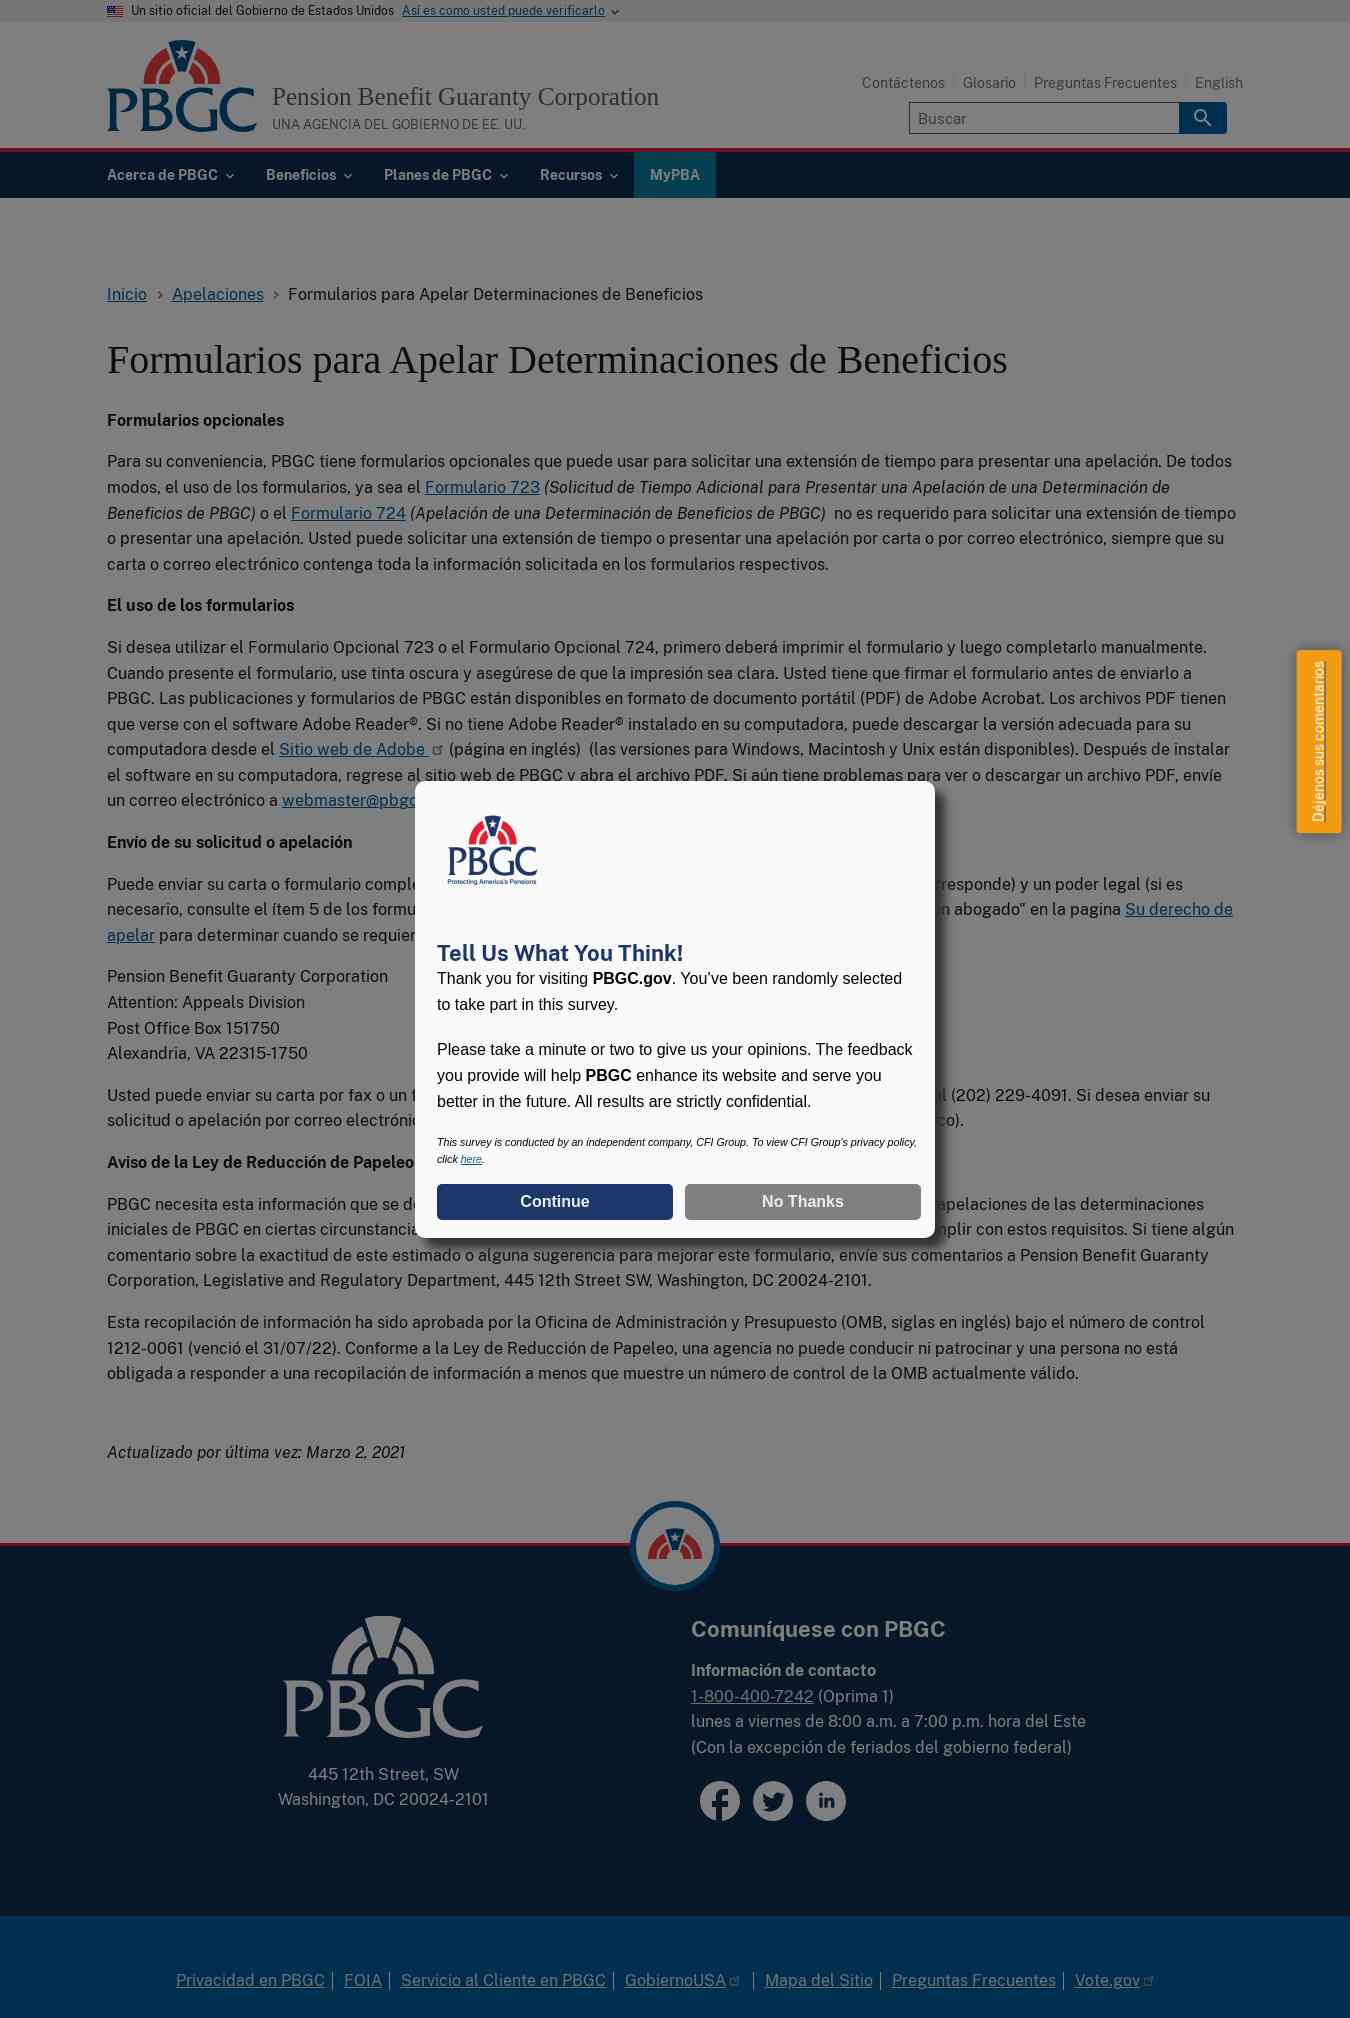 Un sitio oficial del Gobierno de Estados Unidos Así es como usted puede verificarlo
PBGC
Pension Benefit Guaranty Corporation
UNA AGENCIA DEL GOBIERNO DE EE. UU.
Contáctenos Glosario Preguntas Frecuentes English
Buscar
Acerca de PBGC Beneficios Planes de PBGC Recursos MyPBA
Inicio Apelaciones Formularios para Apelar Determinaciones de Beneficios
Formularios para Apelar Determinaciones de Beneficios
Formularios opcionales
Para su conveniencia, PBGC tiene formularios opcionales que puede usar para solicitar una extensión de tiempo para presentar una apelación. De todos
modos, el uso de los formularios, ya sea el Formulario 723 (Solicitud de Tiempo Adicional para Presentar una Apelación de una Determinación de
Beneficios de PBGC) o el Formulario 724 (Apelación de una Determinación de Beneficios de PBGC) no es requerido para solicitar una extensión de tiempo
o presentar una apelación. Usted puede solicitar una extensión de tiempo o presentar una apelación por carta o por correo electrónico, siempre que su
carta o correo electrónico contenga toda la información solicitada en los formularios respectivos.
El uso de los formularios
Si desea utilizar el Formulario Opcional 723 o el Formulario Opcional 724, primero deberá imprimir el formulario y luego completarlo manualmente.
Cuando presente el formulario, use tinta oscura y asegúrese de que la impresión sea clara. Usted tiene que firmar el formulario antes de enviarlo a
PBGC. Las publicaciones y formularios de PBGC están disponibles en formato de documento portátil (PDF) de Adobe Acrobat. Los archivos PDF tienen
que verse con el software Adobe Reader®. Si no tiene Adobe Reader® instalado en su computadora, puede descargar la versión adecuada para su
computadora desde el Sitio web de Adobe (página en inglés) (las versiones para Windows, Macintosh y Unix están disponibles). Después de instalar
el software en su computadora, regrese al sitio web de PBGC y abra el archivo PDF. Si aún tiene problemas para ver o descargar un archivo PDF, envíe
un correo electrónico a webmaster@pbgc
Envío de su solicitud o apelación
Puede enviar su carta o formulario comple rresponde) y un poder legal (si es
necesario, consulte el ítem 5 de los formu n abogado" en la pagina Su derecho de
apelar para determinar cuando se requier
Pension Benefit Guaranty Corporation
Attention: Appeals Division
Post Office Box 151750
Alexandria, VA 22315-1750
Usted puede enviar su carta por fax o un f l (202) 229-4091. Si desea enviar su
solicitud o apelación por correo electrónic co).
Aviso de la Ley de Reducción de Papeleo
PBGC necesita esta información que se de apelaciones de las determinaciones
iniciales de PBGC en ciertas circunstancia mplir con estos requisitos. Si tiene algún
comentario sobre la exactitud de este estimado o alguna sugerencia para mejorar este formulario, envíe sus comentarios a Pension Benefit Guaranty
Corporation, Legislative and Regulatory Department, 445 12th Street SW, Washington, DC 20024-2101.
Esta recopilación de información ha sido aprobada por la Oficina de Administración y Presupuesto (OMB, siglas en inglés) bajo el número de control
1212-0061 (venció el 31/07/22). Conforme a la Ley de Reducción de Papeleo, una agencia no puede conducir ni patrocinar y una persona no está
obligada a responder a una recopilación de información a menos que muestre un número de control de la OMB actualmente válido.
Actualizado por última vez: Marzo 2, 2021
Déjenos sus comentarios
PBGC
Protecting America's Pensions
Tell Us What You Think!
Thank you for visiting PBGC.gov. You've been randomly selected
to take part in this survey.
Please take a minute or two to give us your opinions. The feedback
you provide will help PBGC enhance its website and serve you
better in the future. All results are strictly confidential.
This survey is conducted by an independent company, CFI Group. To view CFI Group's privacy policy,
click here.
Continue No Thanks
PBGC
445 12th Street, SW
Washington, DC 20024-2101
Comuníquese con PBGC
Información de contacto
1-800-400-7242 (Oprima 1)
lunes a viernes de 8:00 a.m. a 7:00 p.m. hora del Este
(Con la excepción de feriados del gobierno federal)
in
Privacidad en PBGC FOIA Servicio al Cliente en PBGC GobiernoUSA Mapa del Sitio Preguntas Frecuentes Vote.gov